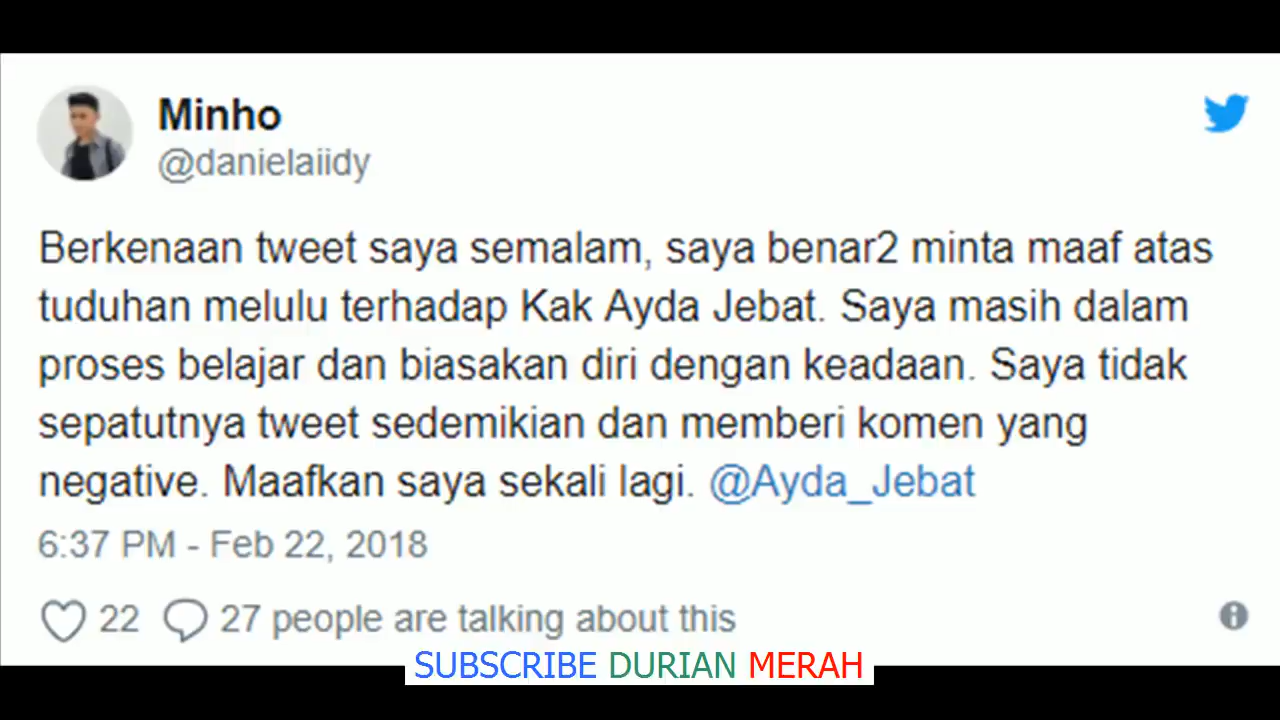 Minho
@danielaiidy
Berkenaan tweet saya semalam, saya benar2 minta maaf atas
tuduhan melulu terhadap Kak Ayda Jebat. Saya masih dalam
proses belajar dan biasakan diri dengan keadaan. Saya tidak
sepatutnya tweet sedemikian dan memberi komen yang
negative. Maafkan saya sekali lagi. @Ayda_Jebat
6:37 PM - Feb 22, 2018
22 27 people are talking about this
SUBSCRIBE DURIAN MERAH